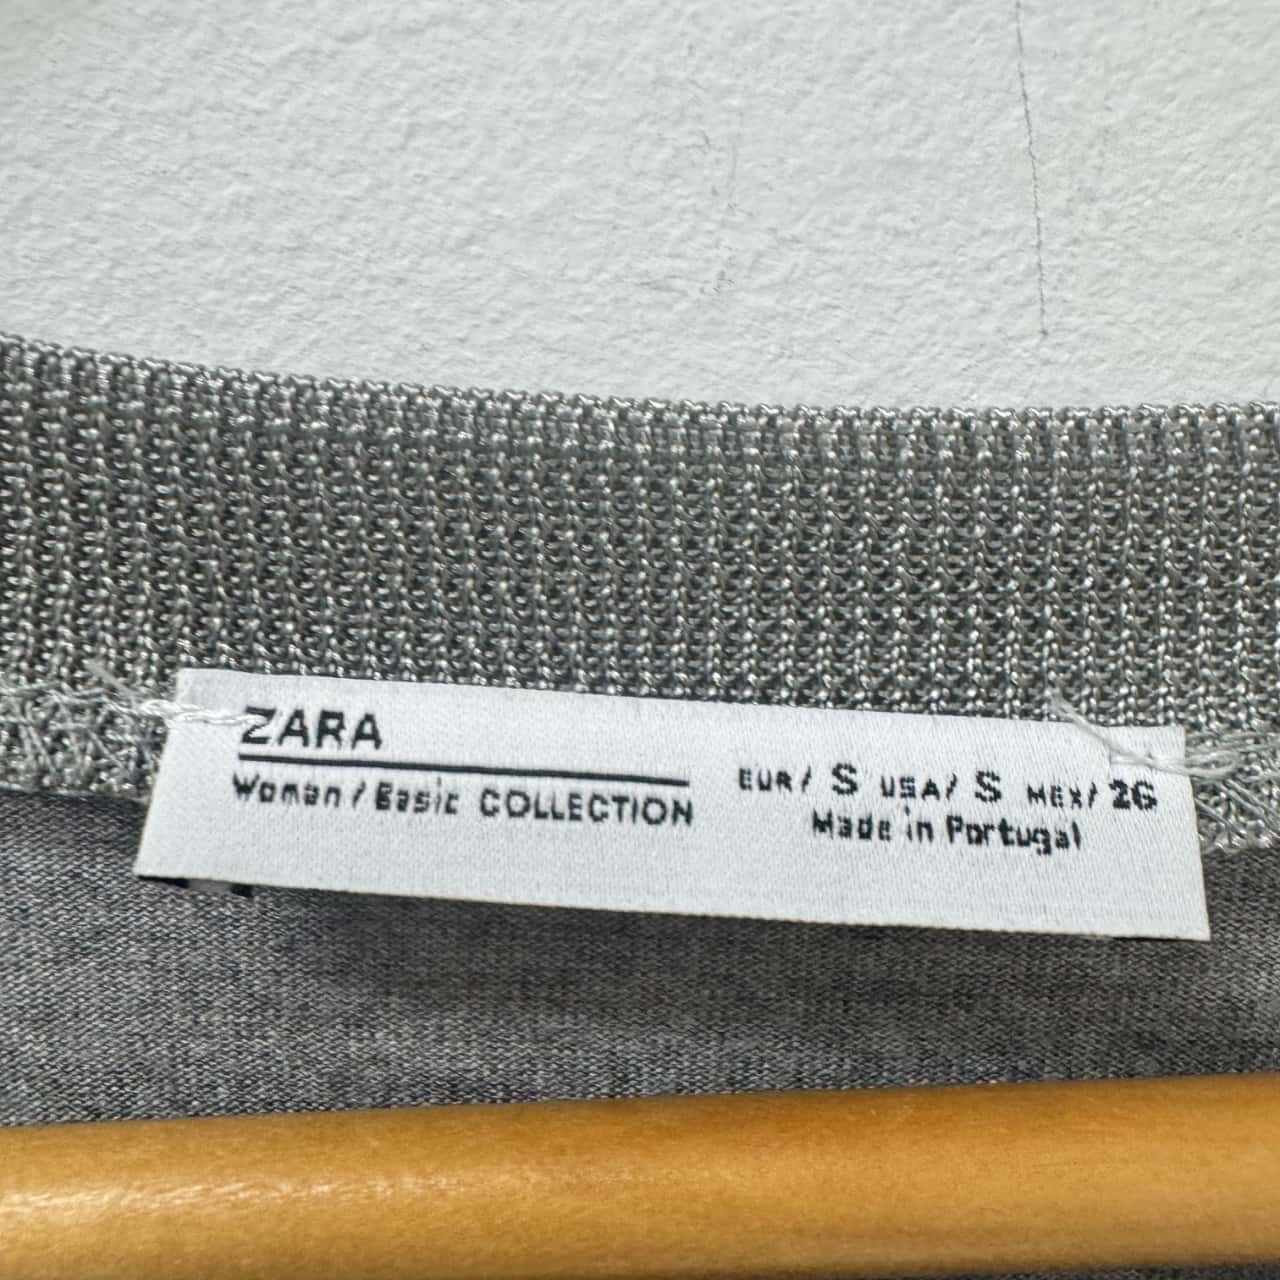 ZARA
Woman / Basic COLLECTION
EUR/ S USA/ S MEX/ 26
Made in Portugal